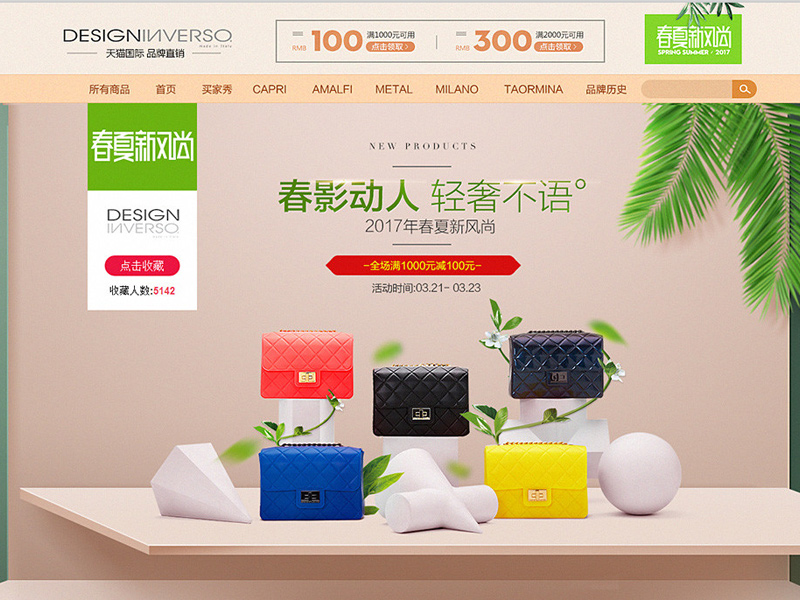 DESIGNINVERSO
made in Italy
天猫国际 品牌直销
RMB 100 满1000元可用
点击领取 >
RMB 300 满2000元可用
点击领取 >
春夏新风尚
SPRING SUMMER · 2017
所有商品 首页 买家秀 CAPRI AMALFI METAL MILANO TAORMINA 品牌历史
春夏新风尚
DESIGN
INVERSO
点击收藏
收藏人数:5142
NEW PRODUCTS
春影动人 轻奢不语°
2017年春夏新风尚
–全场满1000元减100元–
活动时间:03.21– 03.23